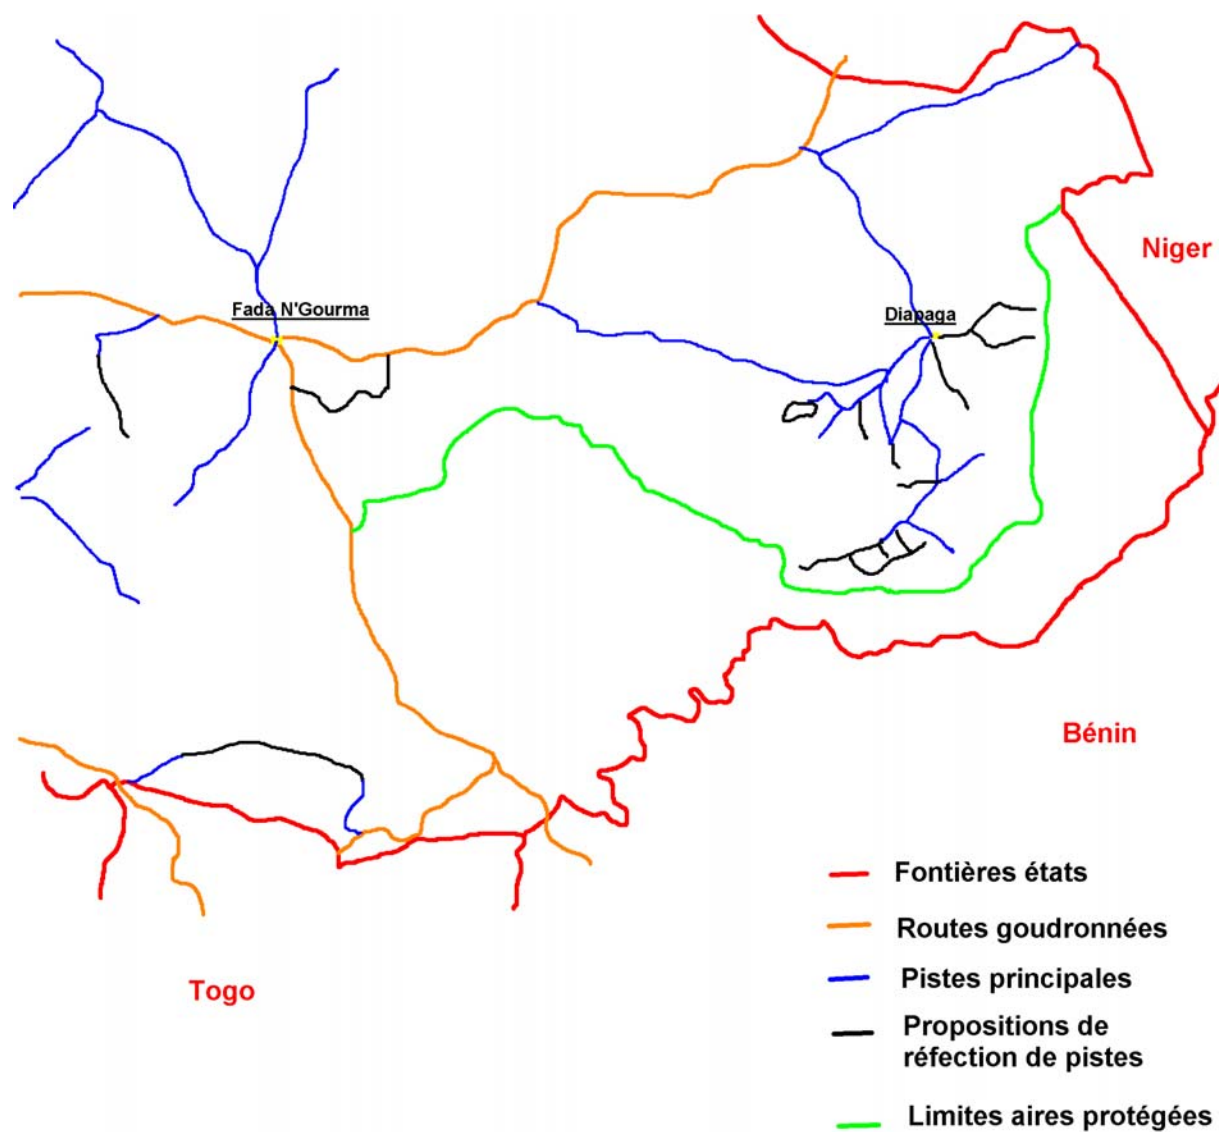 Niger
Fada N'Gourma
Diapaga
Bénin
Togo
Fontières états
Routes goudronnées
Pistes principales
Propositions de
réfection de pistes
Limites aires protégées